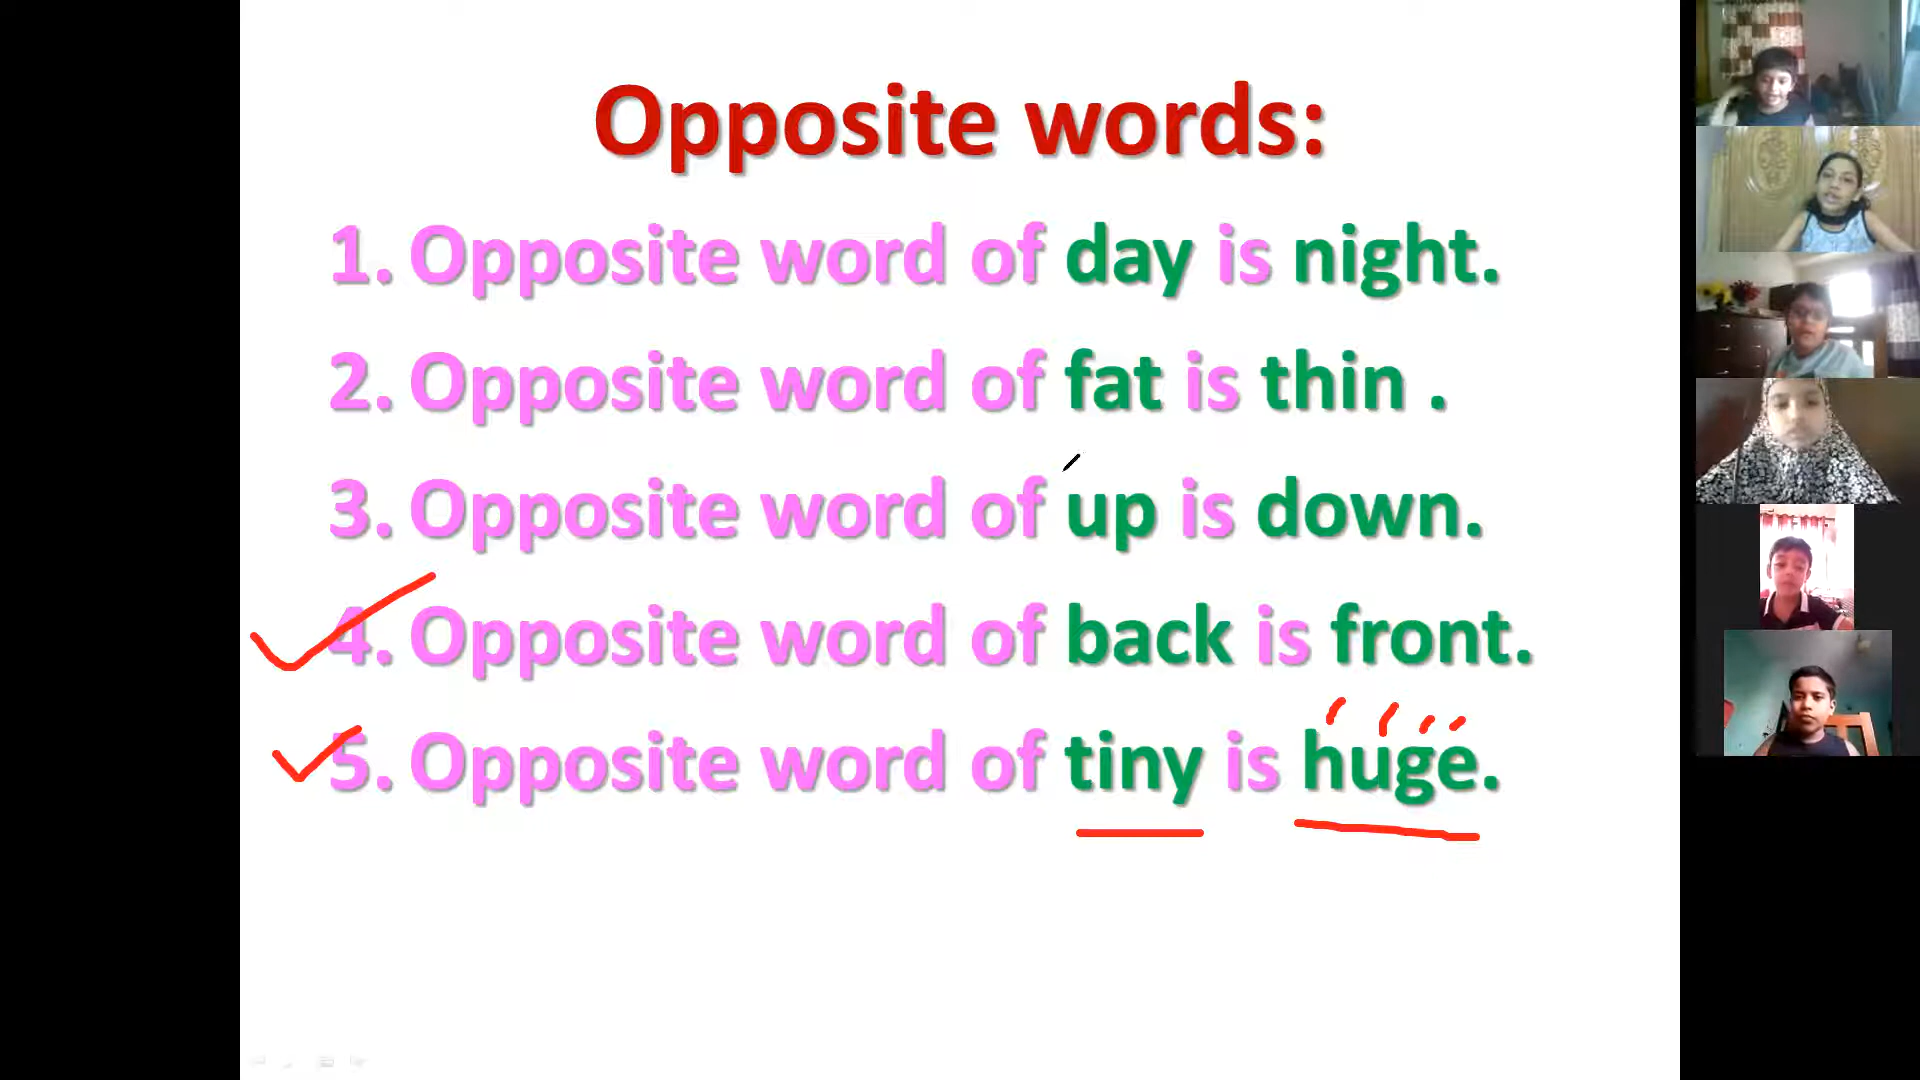 Opposite words:
1. Opposite word of day is night.
2. Opposite word of fat is thin .
3. Opposite word of up is down.
4. Opposite word of back is front.
5. Opposite word of tiny is huge.